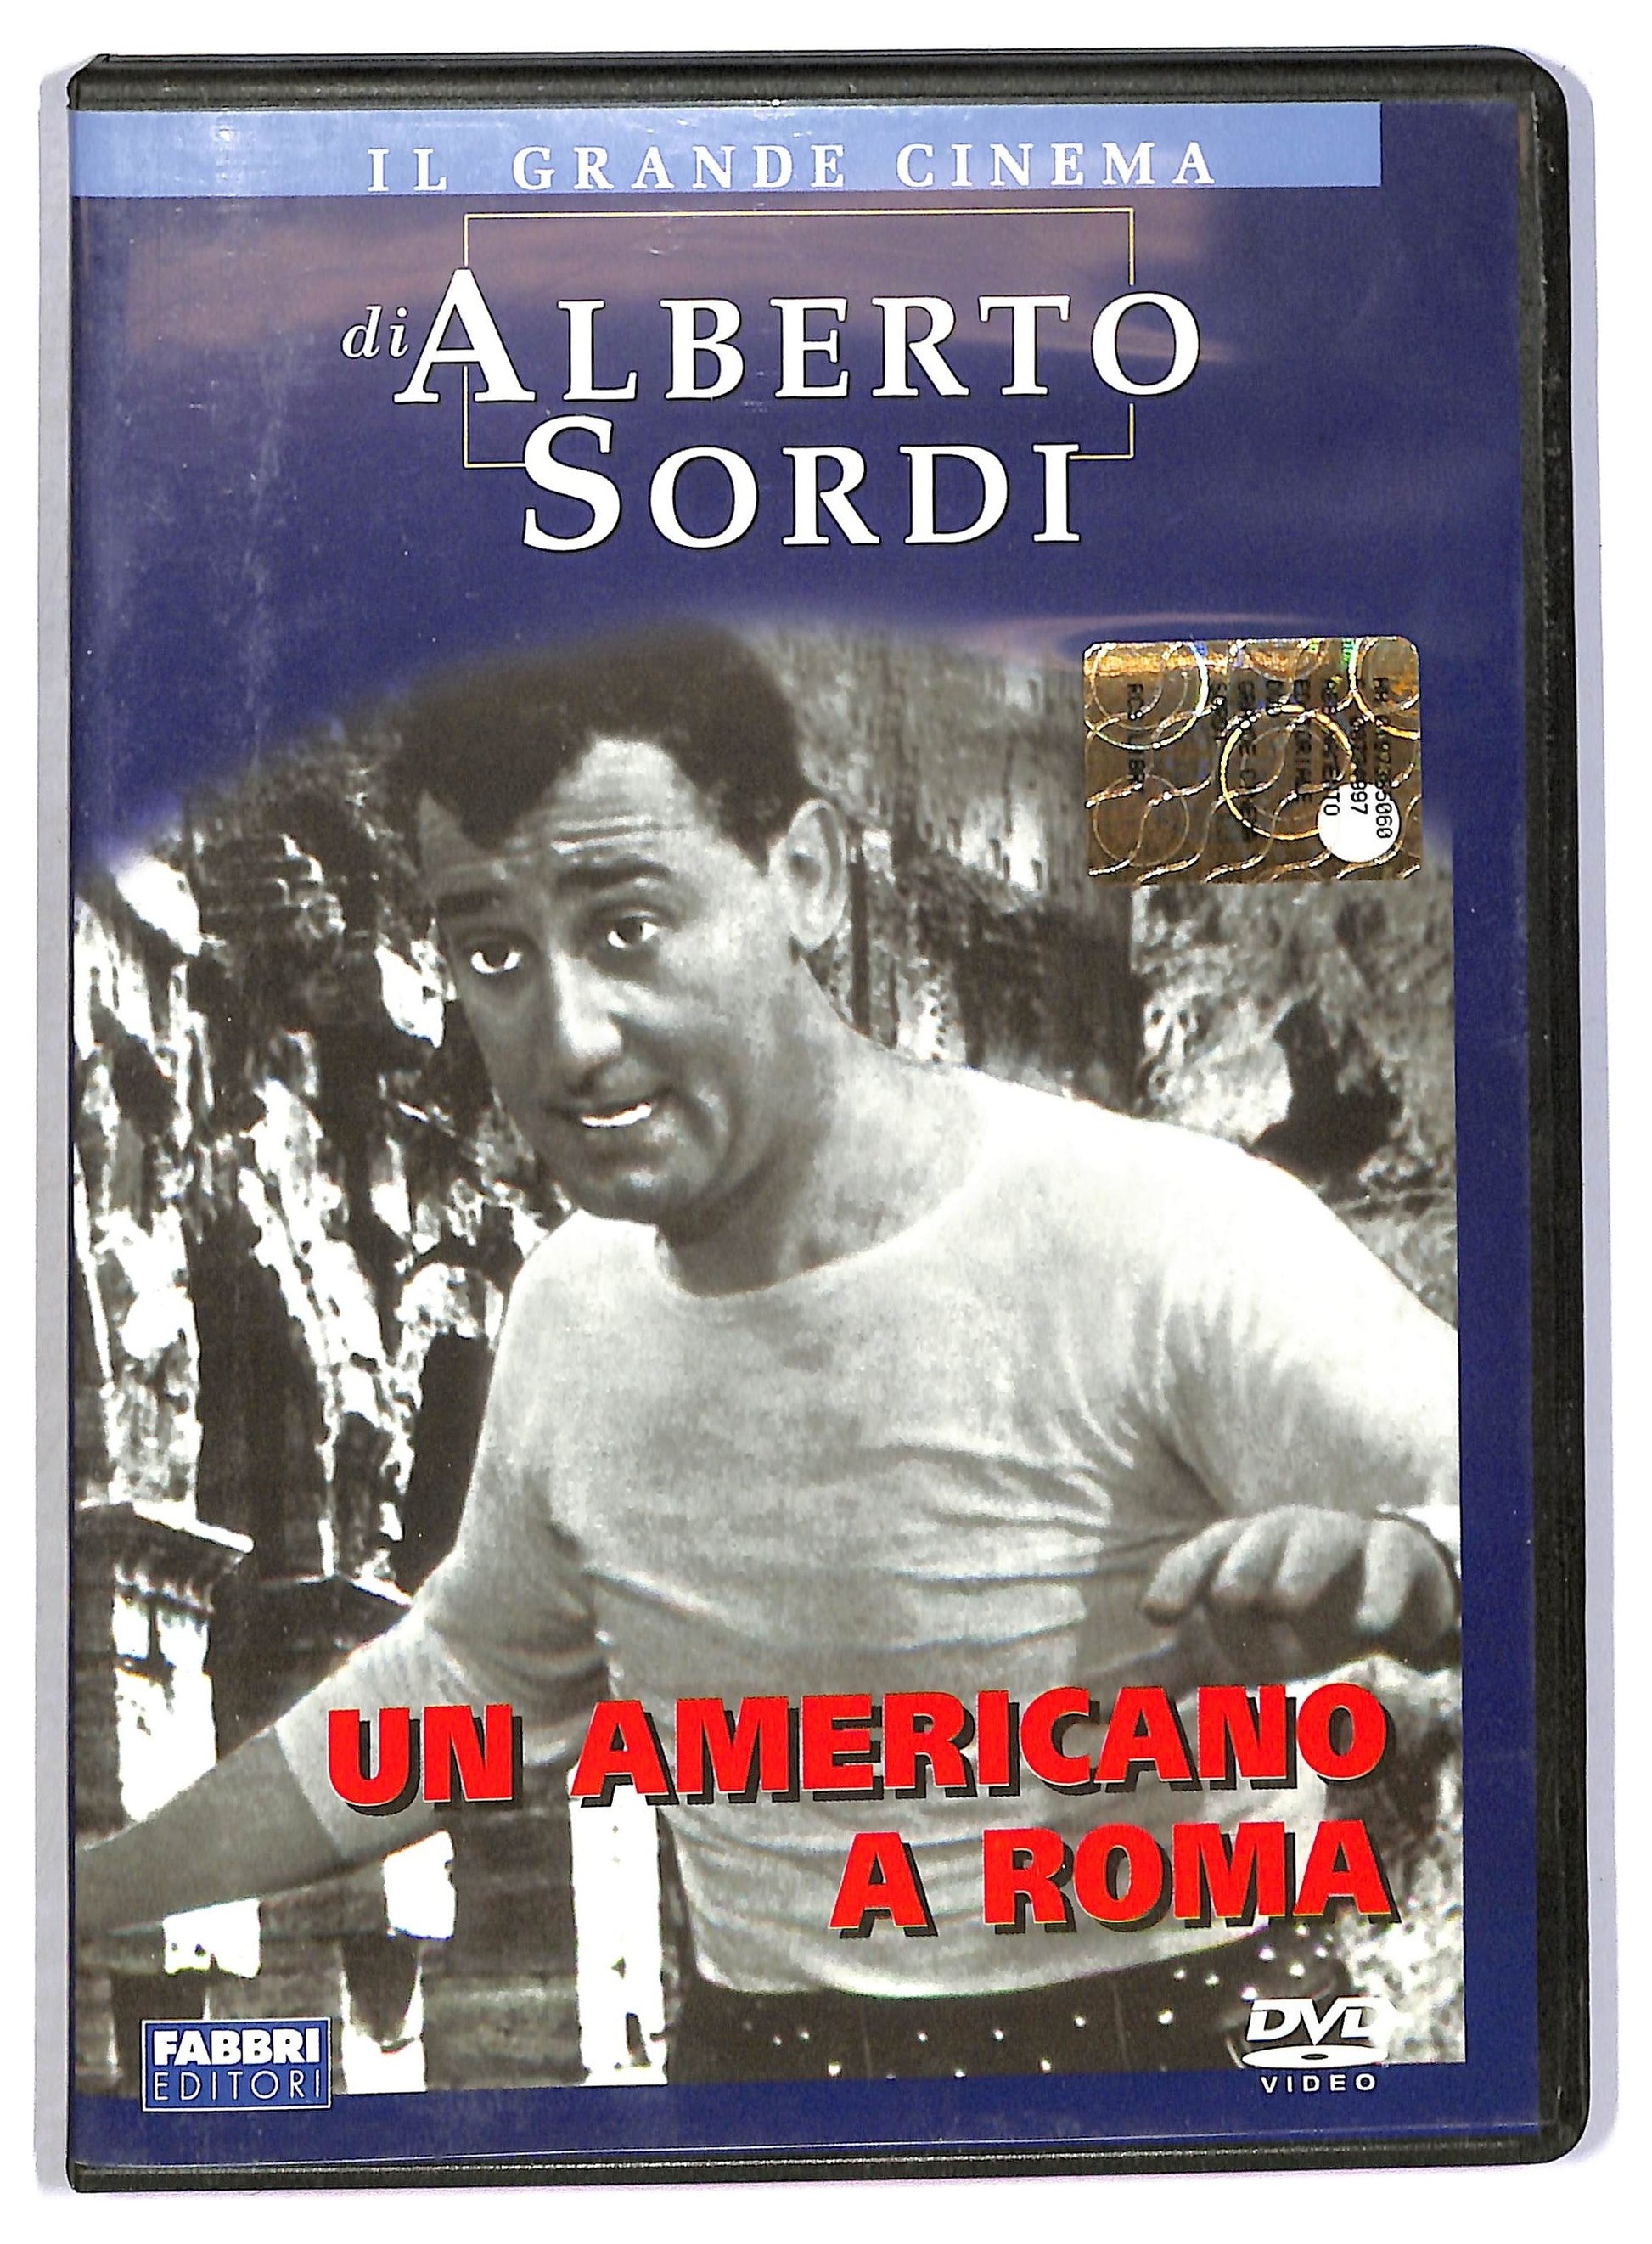 IL GRANDE CINEMA
di ALBERTO
SORDI
UN AMERICANO
A ROMA
FABBRI
EDITORI
DVD
VIDEO